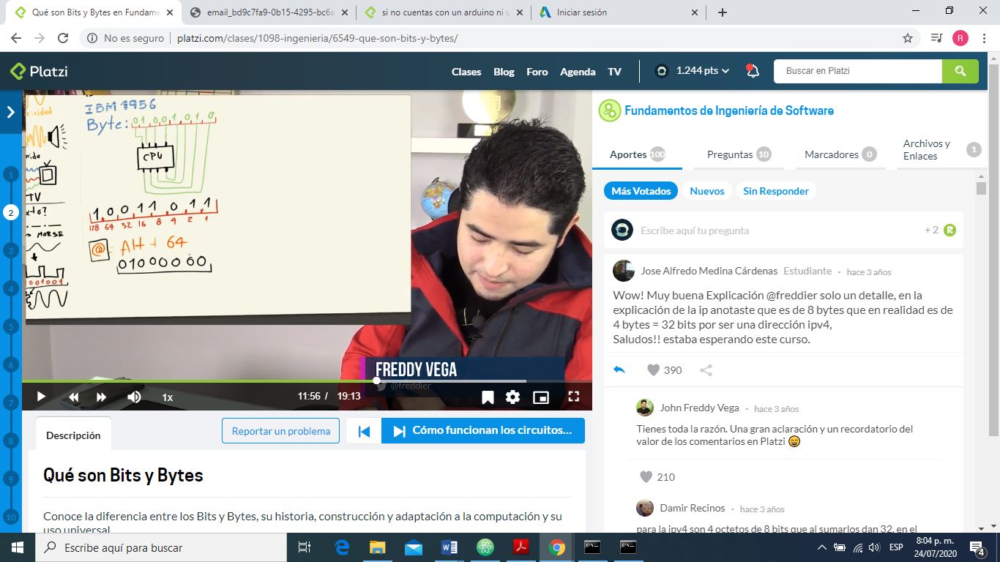 Qué son Bits y Bytes en Fundame
email_bd9c7fa9-0b15-4295-bc6a
si no cuentas con un arduino ni u
Iniciar sesión
No es seguro
platzi.com/clases/1098-ingenieria/6549-que-son-bits-y-bytes/
R
Platzi
Clases
Blog
Foro
Agenda
TV
1.244 pts
Buscar en Platzi
IBM 1956
Byte: 01001010
CPU
TV
MORSE
1 0 0 1 1 0 1 1
128 64 32 16 8 4 2 1
@ = Alt + 64
01000000
FREDDY VEGA
@freddier
11:56 / 19:13
1x
1
2
3
4
5
6
7
8
9
10
Reportar un problema
Cómo funcionan los circuitos...
Descripción
Qué son Bits y Bytes
Conoce la diferencia entre los Bits y Bytes, su historia, construcción y adaptación a la computación y su
uso universal
Fundamentos de Ingeniería de Software
Aportes 100
Preguntas 10
Marcadores 0
Archivos y
Enlaces 1
Más Votados
Nuevos
Sin Responder
Escribe aquí tu pregunta
+ 2
Jose Alfredo Medina Cárdenas Estudiante · hace 3 años
Wow! Muy buena Explicación @freddier solo un detalle, en la
explicación de la ip anotaste que es de 8 bytes que en realidad es de
4 bytes = 32 bits por ser una dirección ipv4,
Saludos!! estaba esperando este curso.
390
John Freddy Vega · hace 3 años
Tienes toda la razón. Una gran aclaración y un recordatorio del
valor de los comentarios en Platzi 😄
210
Damir Recinos · hace 3 años
para la ipv4 son 4 octetos de 8 bits que al sumarlos dan 32, en el
Escribe aquí para buscar
ESP
8:04 p. m.
24/07/2020
4